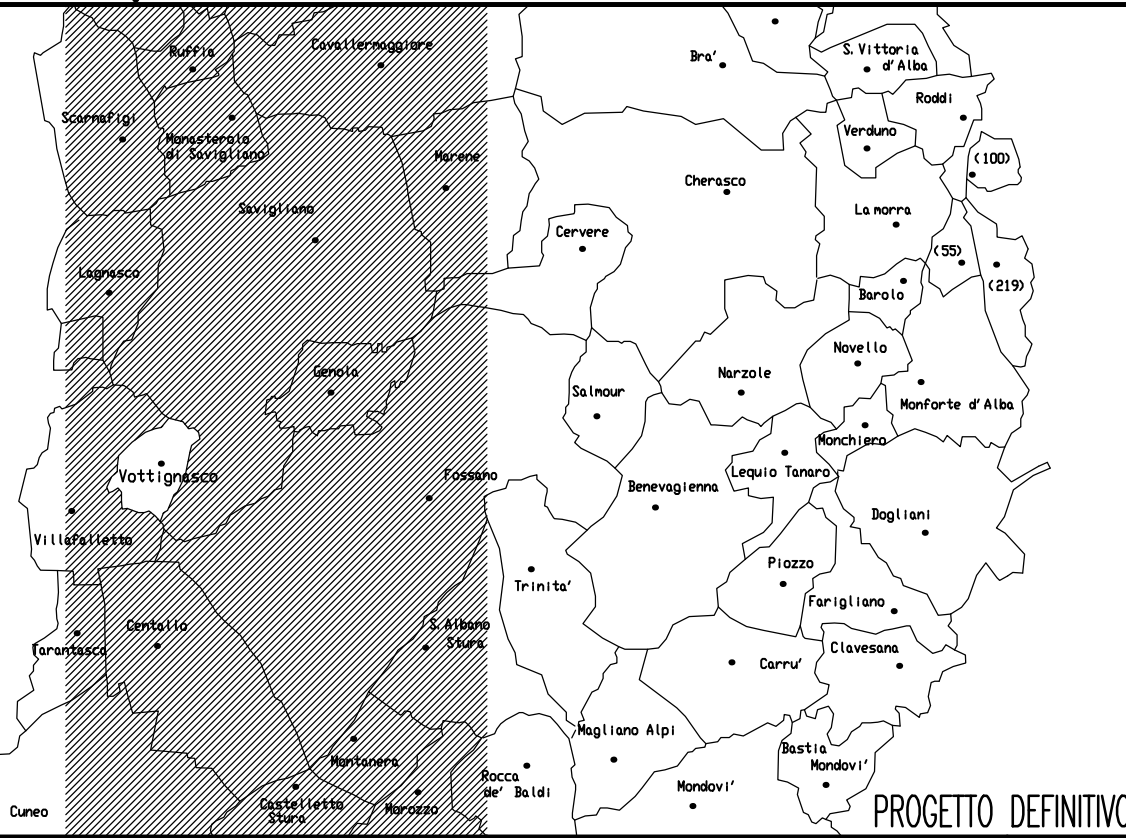 Ruffia
Cavallermaggiore
Bra'
S. Vittoria
d'Alba
Scarnafigi
Monasterolo
di Savigliano
Marene
Roddi
Verduno
(100)
Cherasco
Savigliano
La morra
Cervere
(55)
(219)
Lagnasco
Barolo
Novello
Genola
Narzole
Salmour
Monforte d'Alba
Monchiero
Vottignasco
Fossano
Lequio Tanaro
Benevagienna
Dogliani
Villafalletto
Piozzo
Trinita'
Farigliano
Centallo
S. Albano
Stura
Tarantasca
Clavesana
Carru'
Magliano Alpi
Bastia
Mondovi'
Montanera
Rocca
de' Baldi
Mondovi'
Castelletto
Stura
Morozzo
Cuneo
PROGETTO DEFINITIVO